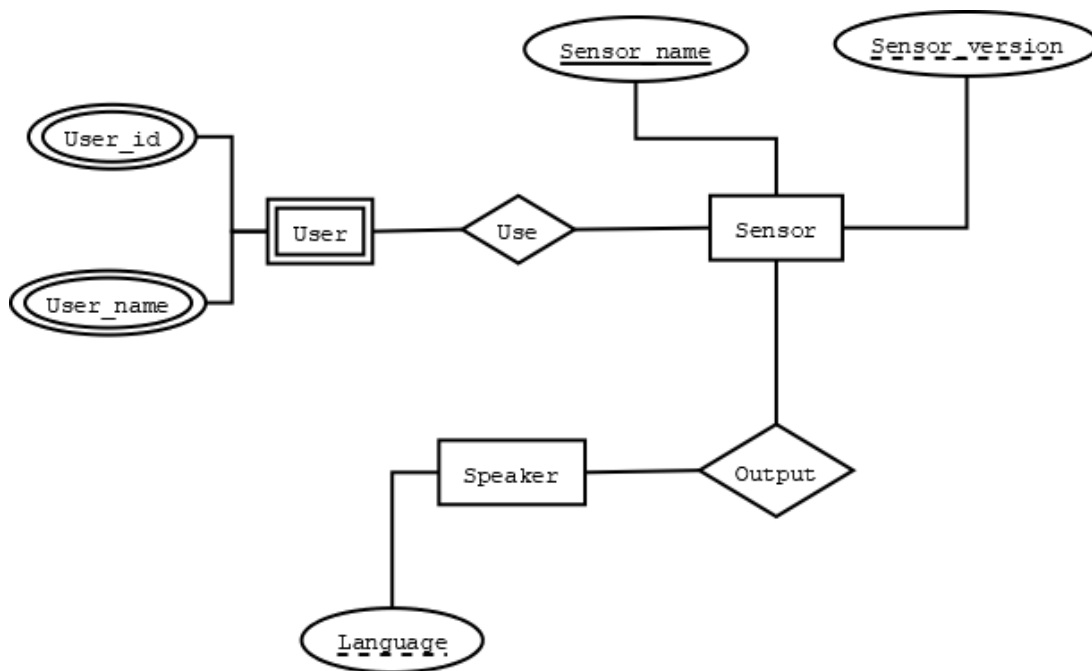 Sensor_name
Sensor_version
User_id
User
Use
Sensor
User_name
Speaker
Output
Language